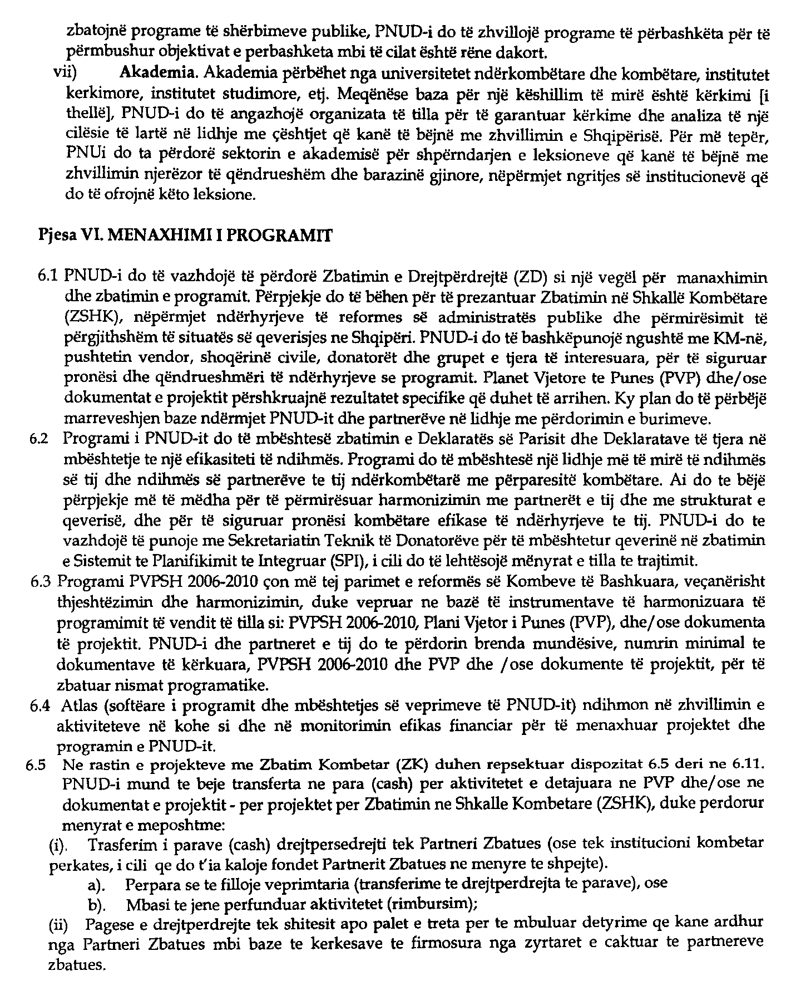 zbatojnë programe të shërbimeve publike, PNUD-i do të zhvillojë programe të përbashkëta për të
përmbushur objektivat e perbashketa mbi të cilat është rëne dakort.
vii) Akademia. Akademia përbëhet nga universitetet ndërkombëtare dhe kombëtare, institutet
kerkimore, institutet studimore, etj. Meqënëse baza për një këshillim të mirë është kërkimi [i
thellë], PNUD-i do të angazhojë organizata të tilla për të garantuar kërkime dhe analiza të një
cilësie të lartë në lidhje me çështjet që kanë të bëjnë me zhvillimin e Shqipërisë. Për më tepër,
PNUi do ta përdorë sektorin e akademisë për shpërndarjen e leksioneve që kanë të bëjnë me
zhvillimin njerëzor të qëndrueshëm dhe barazinë gjinore, nëpërmjet ngritjes së institucionevë që
do të ofrojnë këto leksione.
Pjesa VI. MENAXHIMI I PROGRAMIT
6.1 PNUD-i do të vazhdojë të përdorë Zbatimin e Drejtpërdrejtë (ZD) si një vegël për manaxhimin
dhe zbatimin e programit. Përpjekje do të bëhen për të prezantuar Zbatimin në Shkallë Kombëtare
(ZSHK), nëpërmjet ndërhyrjeve të reformes së administratës publike dhe përmirësimit të
përgjithshëm të situatës së qeverisjes ne Shqipëri. PNUD-i do të bashkëpunojë ngushtë me KM-në,
pushtetin vendor, shoqërinë civile, donatorët dhe grupet e tjera të interesuara, për të siguruar
pronësi dhe qëndrueshmëri të ndërhyrjeve se programit. Planet Vjetore te Punes (PVP) dhe/ose
dokumentat e projektit përshkruajnë rezultatet specifike që duhet të arrihen. Ky plan do të përbëjë
marreveshjen baze ndërmjet PNUD-it dhe partnerëve në lidhje me përdorimin e burimeve.
6.2 Programi i PNUD-it do të mbështesë zbatimin e Deklaratës së Parisit dhe Deklaratave të tjera në
mbështetje te një efikasiteti të ndihmës. Programi do të mbështesë një lidhje më të mirë të ndihmës
së tij dhe ndihmës së partnerëve te tij ndërkombëtarë me përparesitë kombëtare. Ai do te bëjë
përpjekje më të mëdha për të përmirësuar harmonizimin me partnerët e tij dhe me strukturat e
qeverisë, dhe për të siguruar pronësi kombëtare efikase të ndërhyrjeve te tij. PNUD-i do te
vazhdojë të punoje me Sekretariatin Teknik të Donatorëve për të mbështetur qeverinë në zbatimin
e Sistemit te Planifikimit te Integruar (SPI), i cili do të lehtësojë mënyrat e tilla te trajtimit.
6.3 Programi PVPSH 2006-2010 çon më tej parimet e reformës së Kombeve të Bashkuara, veçanërisht
thjeshtëzimin dhe harmonizimin, duke vepruar ne bazë të instrumentave të harmonizuara të
programimit të vendit të tilla si: PVPSH 2006-2010, Plani Vjetor i Punes (PVP), dhe/ose dokumenta
të projektit. PNUD-i dhe partneret e tij do te përdorin brenda mundësive, numrin minimal te
dokumentave të kërkuara, PVPSH 2006-2010 dhe PVP dhe /ose dokumente të projektit, për të
zbatuar nismat programatike.
6.4 Atlas (softëare i programit dhe mbështetjes së veprimeve të PNUD-it) ndihmon në zhvillimin e
aktiviteteve në kohe si dhe në monitorimin efikas financiar për të menaxhuar projektet dhe
programin e PNUD-it.
6.5 Ne rastin e projekteve me Zbatim Kombetar (ZK) duhen repsektuar dispozitat 6.5 deri ne 6.11.
PNUD-i mund te beje transferta ne para (cash) per aktivitetet e detajuara ne PVP dhe/ose ne
dokumentat e projektit - per projektet per Zbatimin ne Shkalle Kombetare (ZSHK), duke perdorur
menyrat e meposhtme:
(i). Trasferim i parave (cash) drejtpersedrejti tek Partneri Zbatues (ose tek institucioni kombetar
perkates, i cili qe do t'ia kaloje fondet Partnerit Zbatues ne menyre te shpejte).
a). Perpara se te filloje veprimtaria (transferime te drejtperdrejta te parave), ose
b). Mbasi te jene perfunduar aktivitetet (rimbursim);
(ii) Pagese e drejtperdrejte tek shitesit apo palet e treta per te mbuluar detyrime qe kane ardhur
nga Partneri Zbatues mbi baze te kerkesave te firmosura nga zyrtaret e caktuar te partnereve
zbatues.